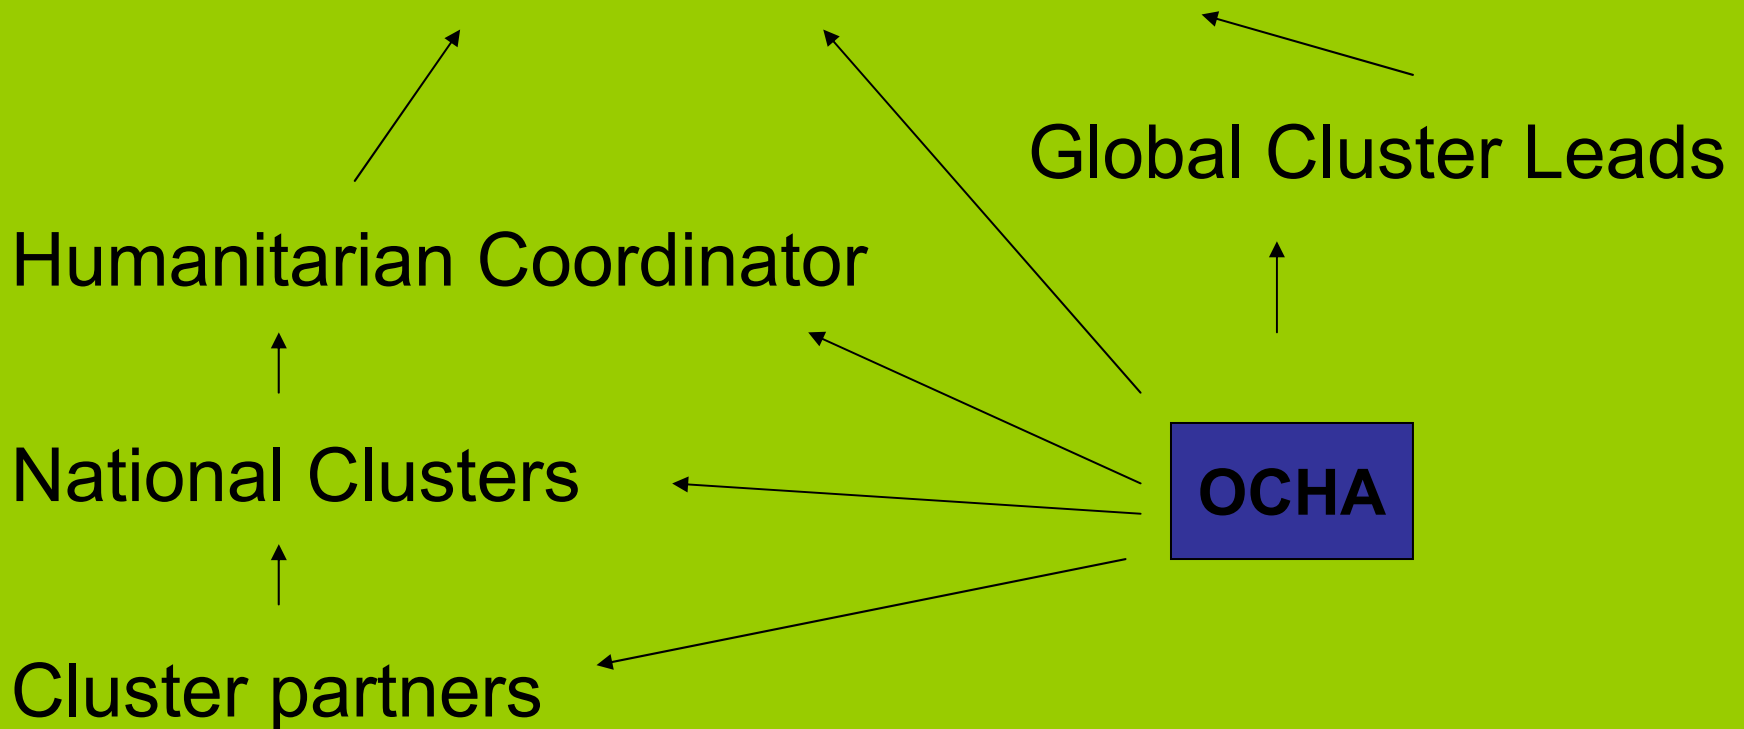 Global Cluster Leads
Humanitarian Coordinator
National Clusters
OCHA
Cluster partners